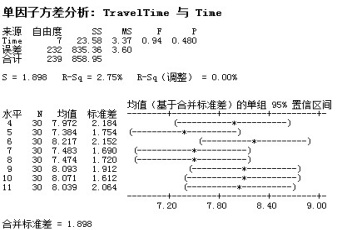 单因子方差分析: TravelTime 与 Time
来源 自由度 SS MS F P
Time 7 23.58 3.37 0.94 0.480
误差 232 835.36 3.60
合计 239 858.95
S = 1.898 R-Sq = 2.75% R-Sq（调整） = 0.00%
均值（基于合并标准差）的单组 95% 置信区间
水平 N 均值 标准差 --+---------+---------+---------+-------
4 30 7.972 2.184 (---------*---------)
5 30 7.384 1.754 (---------*---------)
6 30 8.217 2.152 (---------*---------)
7 30 7.483 1.690 (---------*---------)
8 30 7.474 1.720 (---------*---------)
9 30 8.093 1.912 (---------*---------)
10 30 8.071 1.612 (---------*---------)
11 30 8.039 2.064 (---------*---------)
--+---------+---------+---------+-------
7.20 7.80 8.40 9.00
合并标准差 = 1.898